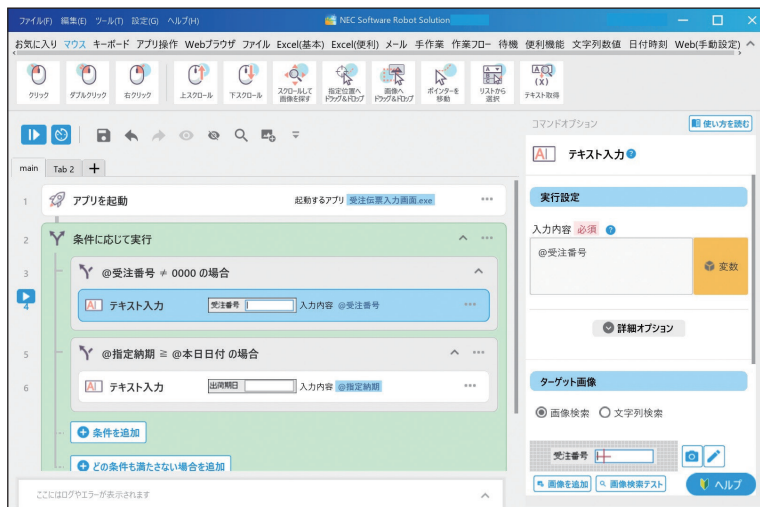 ファイル(F) 編集(E) ツール(T) 設定(G) ヘルプ(H)
NEC Software Robot Solution
お気に入り マウス キーボード アプリ操作 Webブラウザ ファイル Excel(基本) Excel(便利) メール 手作業 作業フロー 待機 便利機能 文字列数値 日付時刻 Web(手動設定)
クリック ダブルクリック 右クリック 上スクロール 下スクロール スクロールして画像を探す 指定位置へドラッグ&ドロップ 画像へドラッグ&ドロップ ポインターを移動 リストから選択 テキスト取得
main Tab 2
1 アプリを起動 起動するアプリ 受注伝票入力画面.exe
2 条件に応じて実行
3 @受注番号 ≠ 0000 の場合
4 AI テキスト入力 受注番号 入力内容 @受注番号
5 @指定納期 ≧ @本日日付 の場合
6 AI テキスト入力 出荷期日 入力内容 @指定納期
条件を追加
どの条件も満たさない場合を追加
ここにはログやエラーが表示されます
コマンドオプション 使い方を読む
AI テキスト入力
実行設定
入力内容 必須
@受注番号
変数
詳細オプション
ターゲット画像
画像検索 文字列検索
受注番号
画像を追加 画像検索テスト ヘルプ